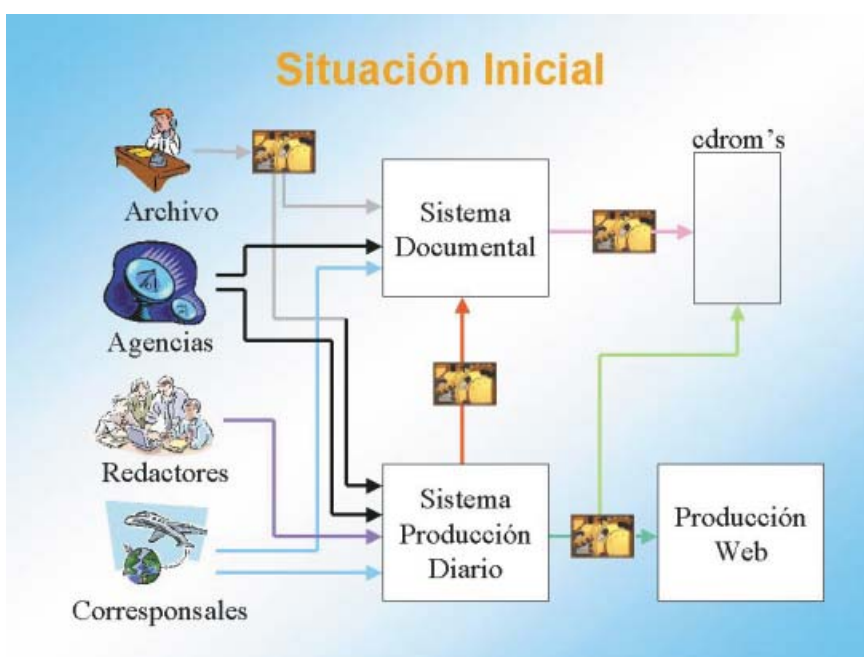 Situación Inicial
cdrom's
Archivo
Sistema
Documental
Agencias
Redactores
Sistema
Producción
Diario
Producción
Web
Corresponsales